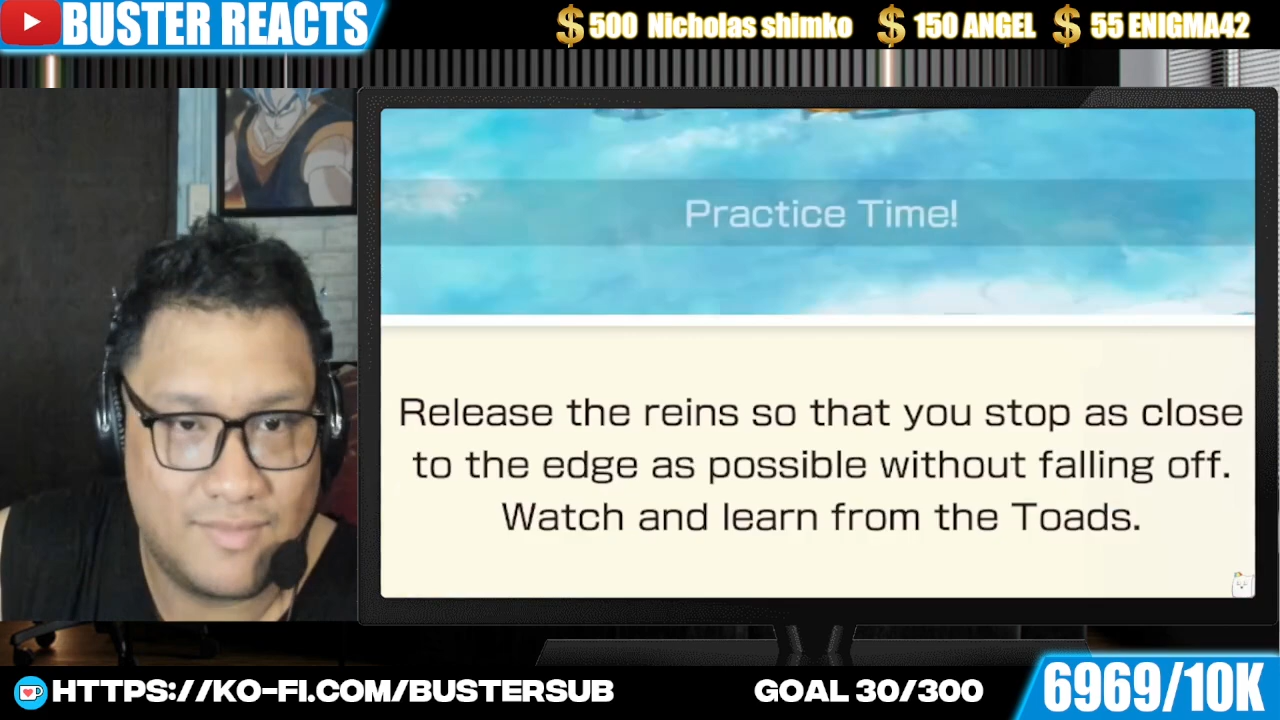 BUSTER REACTS
$ 500 Nicholas shimko $ 150 ANGEL $ 55 ENIGMA42
Practice Time!
Release the reins so that you stop as close
to the edge as possible without falling off.
Watch and learn from the Toads.
HTTPS://KO-FI.COM/BUSTERSUB GOAL 30/300 6969/10K